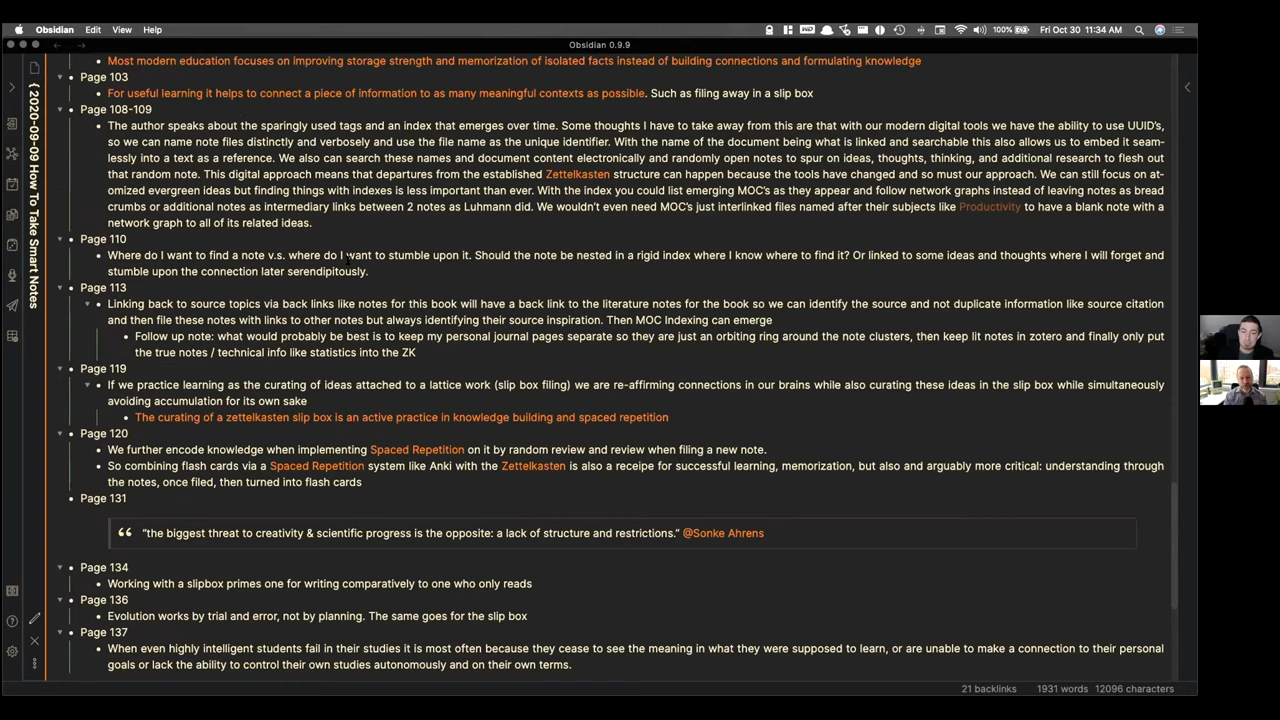 Obsidian Edit View Help 100% Fri Oct 30 11:34 AM
Obsidian 0.9.9
{ 2020-09-09 How To Take Smart Notes
Most modern education focuses on improving storage strength and memorization of isolated facts instead of building connections and formulating knowledge
Page 103
For useful learning it helps to connect a piece of information to as many meaningful contexts as possible. Such as filing away in a slip box
Page 108-109
The author speaks about the sparingly used tags and an index that emerges over time. Some thoughts I have to take away from this are that with our modern digital tools we have the ability to use UUID's,
so we can name note files distinctly and verbosely and use the file name as the unique identifier. With the name of the document being what is linked and searchable this also allows us to embed it seam-
lessly into a text as a reference. We also can search these names and document content electronically and randomly open notes to spur on ideas, thoughts, thinking, and additional research to flesh out
that random note. This digital approach means that departures from the established Zettelkasten structure can happen because the tools have changed and so must our approach. We can still focus on at-
omized evergreen ideas but finding things with indexes is less important than ever. With the index you could list emerging MOC's as they appear and follow network graphs instead of leaving notes as bread
crumbs or additional notes as intermediary links between 2 notes as Luhmann did. We wouldn't even need MOC's just interlinked files named after their subjects like Productivity to have a blank note with a
network graph to all of its related ideas.
Page 110
Where do I want to find a note v.s. where do I want to stumble upon it. Should the note be nested in a rigid index where I know where to find it? Or linked to some ideas and thoughts where I will forget and
stumble upon the connection later serendipitously.
Page 113
Linking back to source topics via back links like notes for this book will have a back link to the literature notes for the book so we can identify the source and not duplicate information like source citation
and then file these notes with links to other notes but always identifying their source inspiration. Then MOC Indexing can emerge
Follow up note: what would probably be best is to keep my personal journal pages separate so they are just an orbiting ring around the note clusters, then keep lit notes in zotero and finally only put
the true notes / technical info like statistics into the ZK
Page 119
If we practice learning as the curating of ideas attached to a lattice work (slip box filing) we are re-affirming connections in our brains while also curating these ideas in the slip box while simultaneously
avoiding accumulation for its own sake
The curating of a zettelkasten slip box is an active practice in knowledge building and spaced repetition
Page 120
We further encode knowledge when implementing Spaced Repetition on it by random review and review when filing a new note.
So combining flash cards via a Spaced Repetition system like Anki with the Zettelkasten is also a receipe for successful learning, memorization, but also and arguably more critical: understanding through
the notes, once filed, then turned into flash cards
Page 131
"the biggest threat to creativity & scientific progress is the opposite: a lack of structure and restrictions." @Sonke Ahrens
Page 134
Working with a slipbox primes one for writing comparatively to one who only reads
Page 136
Evolution works by trial and error, not by planning. The same goes for the slip box
Page 137
When even highly intelligent students fail in their studies it is most often because they cease to see the meaning in what they were supposed to learn, or are unable to make a connection to their personal
goals or lack the ability to control their own studies autonomously and on their own terms.
21 backlinks 1931 words 12096 characters